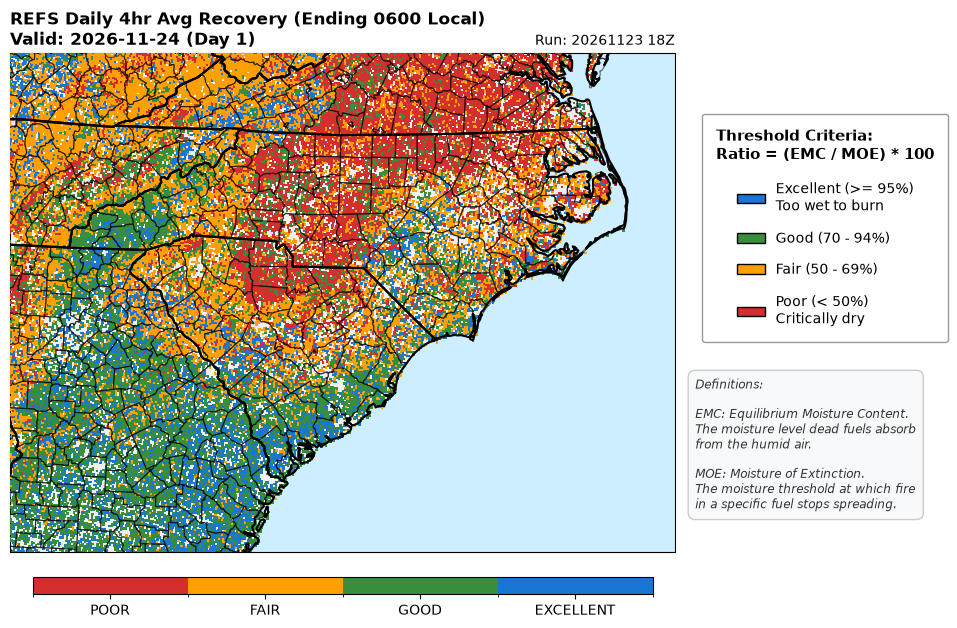 REFS Daily 4hr Avg Recovery (Ending 0600 Local)
Valid: 2026-11-24 (Day 1)
Run: 20261123 18Z
Threshold Criteria:
Ratio = (EMC / MOE) * 100
Excellent (>= 95%)
Too wet to burn
Good (70 - 94%)
Fair (50 - 69%)
Poor (< 50%)
Critically dry
Definitions:
EMC: Equilibrium Moisture Content.
The moisture level dead fuels absorb
from the humid air.
MOE: Moisture of Extinction.
The moisture threshold at which fire
in a specific fuel stops spreading.
POOR
FAIR
GOOD
EXCELLENT